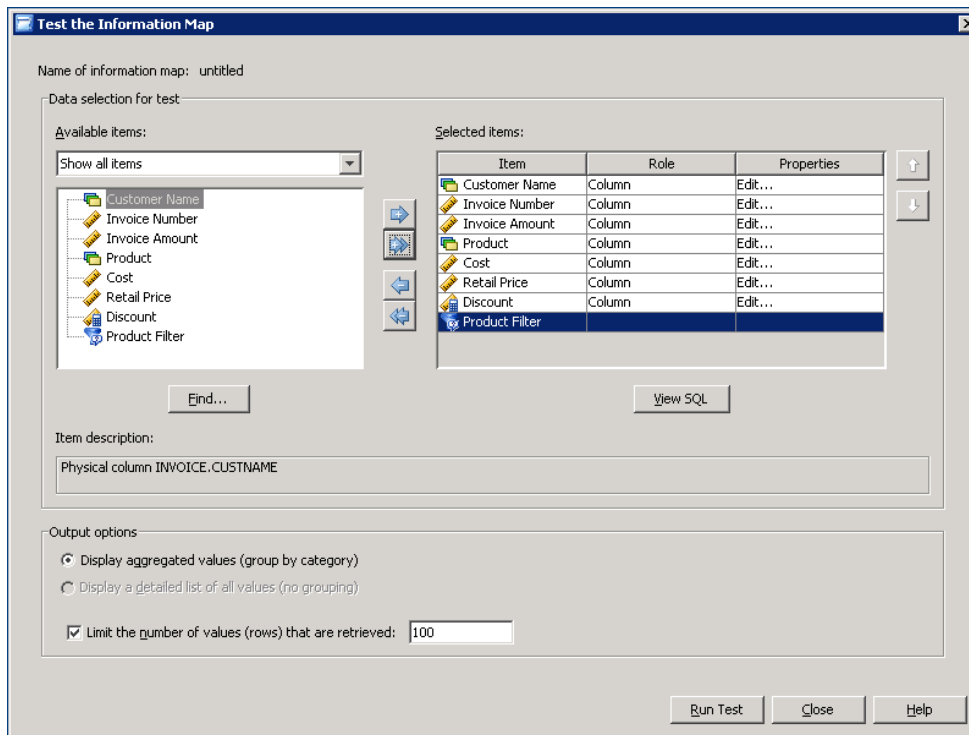 Test the Information Map
Name of information map: untitled
Data selection for test
Available items:
Show all items
Customer Name
Invoice Number
Invoice Amount
Product
Cost
Retail Price
Discount
Product Filter
Find...
Selected items:
Item Role Properties
Customer Name Column Edit...
Invoice Number Column Edit...
Invoice Amount Column Edit...
Product Column Edit...
Cost Column Edit...
Retail Price Column Edit...
Discount Column Edit...
Product Filter
View SQL
Item description:
Physical column INVOICE.CUSTNAME
Output options
Display aggregated values (group by category)
Display a detailed list of all values (no grouping)
Limit the number of values (rows) that are retrieved: 100
Run Test Close Help